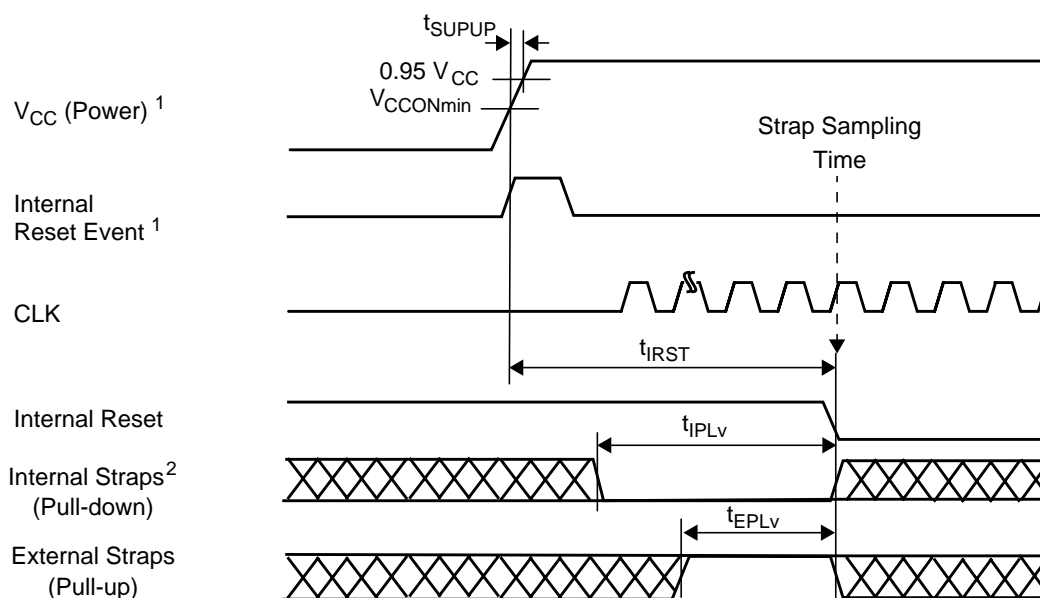 tSUPUP
0.95 VCC
VCCONmin
VCC (Power) 1
Strap Sampling
Time
Internal
Reset Event 1
CLK
tIRST
Internal Reset
tIPLv
Internal Straps2
(Pull-down)
tEPLv
External Straps
(Pull-up)